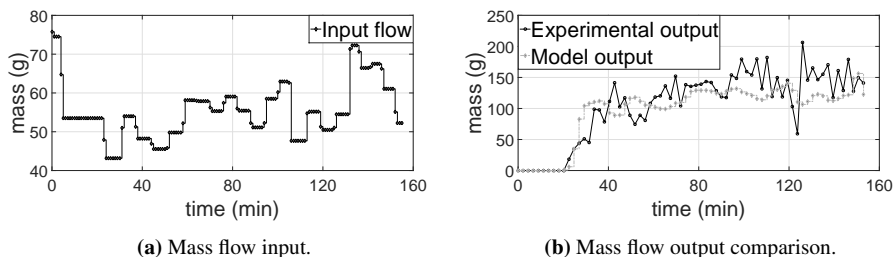 80
70
60
50
40
mass (g)
0
40
80
120
160
time (min)
Input flow
(a) Mass flow input.
250
200
150
100
50
0
mass (g)
0
40
80
120
160
time (min)
Experimental output
Model output
(b) Mass flow output comparison.